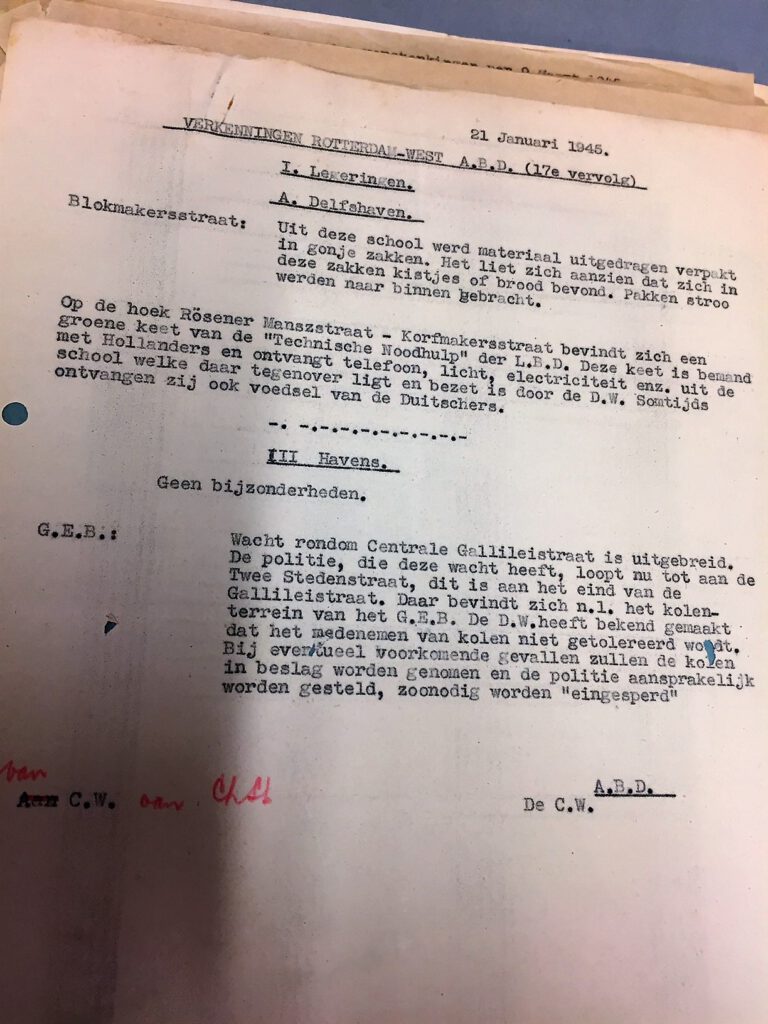 21 Januari 1945.
VERKENNINGEN ROTTERDAM-WEST A.B.D. (17e vervolg)
I. Legeringen.
A. Delfshaven.
Blokmakersstraat: Uit deze school werd materiaal uitgedragen verpakt
in gonje zakken. Het liet zich aanzien dat zich in
deze zakken kistjes of brood bevond. Pakken stroo
werden naar binnen gebracht.
Op de hoek Rösener Manszstraat - Korfmakersstraat bevindt zich een
groene keet van de "Technische Noodhulp" der L.B.D. Deze keet is bemand
met Hollanders en ontvangt telefoon, licht, electriciteit enz. uit de
school welke daar tegenover ligt en bezet is door de D.W. Somtijds
ontvangen zij ook voedsel van de Duitschers.
-. -.-.-.-.-.-.-.-
III Havens.
Geen bijzonderheden.
G.E.B.: Wacht rondom Centrale Gallileistraat is uitgebreid.
De politie, die deze wacht heeft, loopt nu tot aan de
Twee Stedenstraat, dit is aan het eind van de
Gallileistraat. Daar bevindt zich n.l. het kolen-
terrein van het G.E.B. De D.W.heeft bekend gemaakt
dat het medenemen van kolen niet getolereerd wordt.
Bij eventueel voorkomende gevallen zullen de kolen
in beslag worden genomen en de politie aansprakelijk
worden gesteld, zoonodig worden "eingesperd"
van
Aan C.W. aan Ch St
A.B.D.
De C.W.